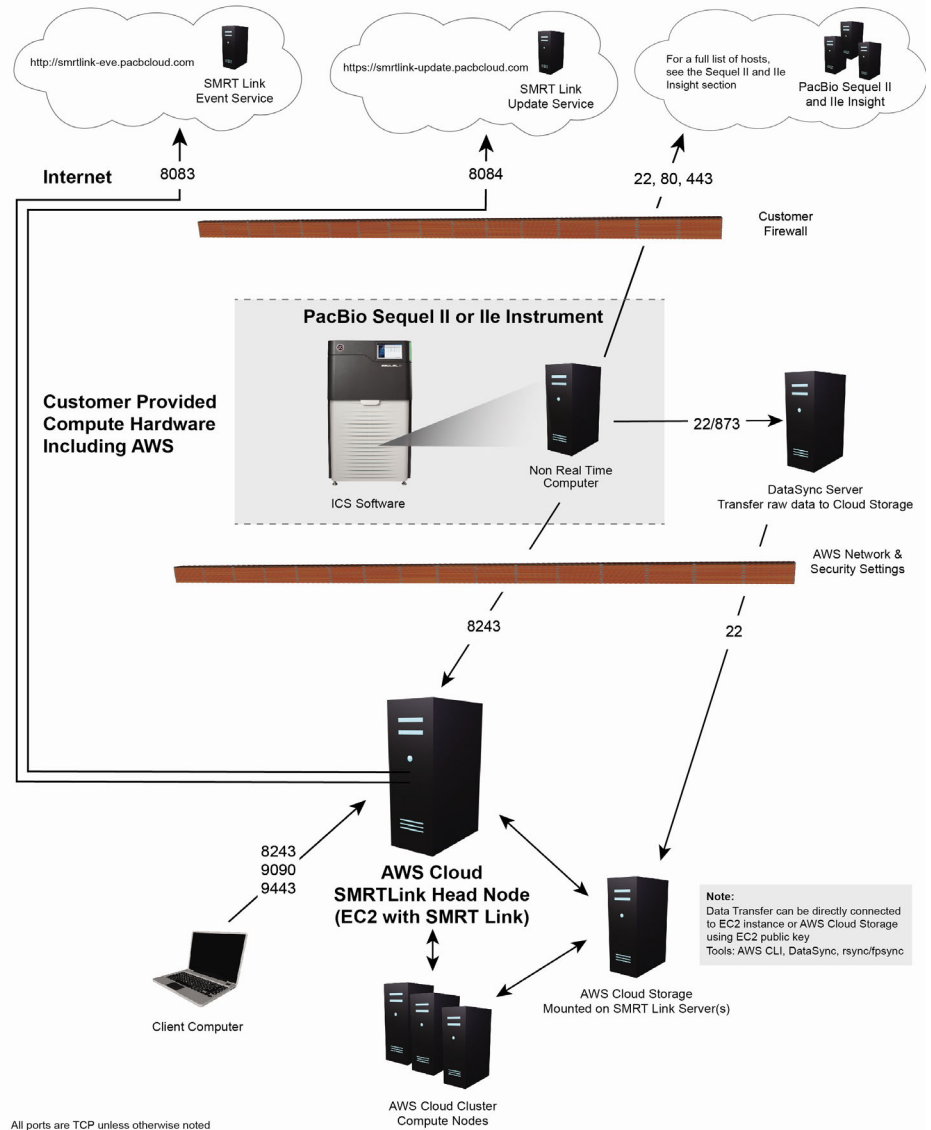 http://smrtlink-eve.pacbcloud.com
SMRT Link
Event Service
https://smrtlink-update.pacbcloud.com
SMRT Link
Update Service
For a full list of hosts,
see the Sequel II and IIe
Insight section
PacBio Sequel II
and IIe Insight
Internet
8083
8084
22, 80, 443
Customer
Firewall
PacBio Sequel II or IIe Instrument
Customer Provided
Compute Hardware
Including AWS
22/873
ICS Software
Non Real Time
Computer
DataSync Server
Transfer raw data to Cloud Storage
AWS Network &
Security Settings
8243
22
8243
9090
9443
AWS Cloud
SMRTLink Head Node
(EC2 with SMRT Link)
Note:
Data Transfer can be directly connected
to EC2 instance or AWS Cloud Storage
using EC2 public key
Tools: AWS CLI, DataSync, rsync/fpsync
Client Computer
AWS Cloud Storage
Mounted on SMRT Link Server(s)
AWS Cloud Cluster
Compute Nodes
All ports are TCP unless otherwise noted